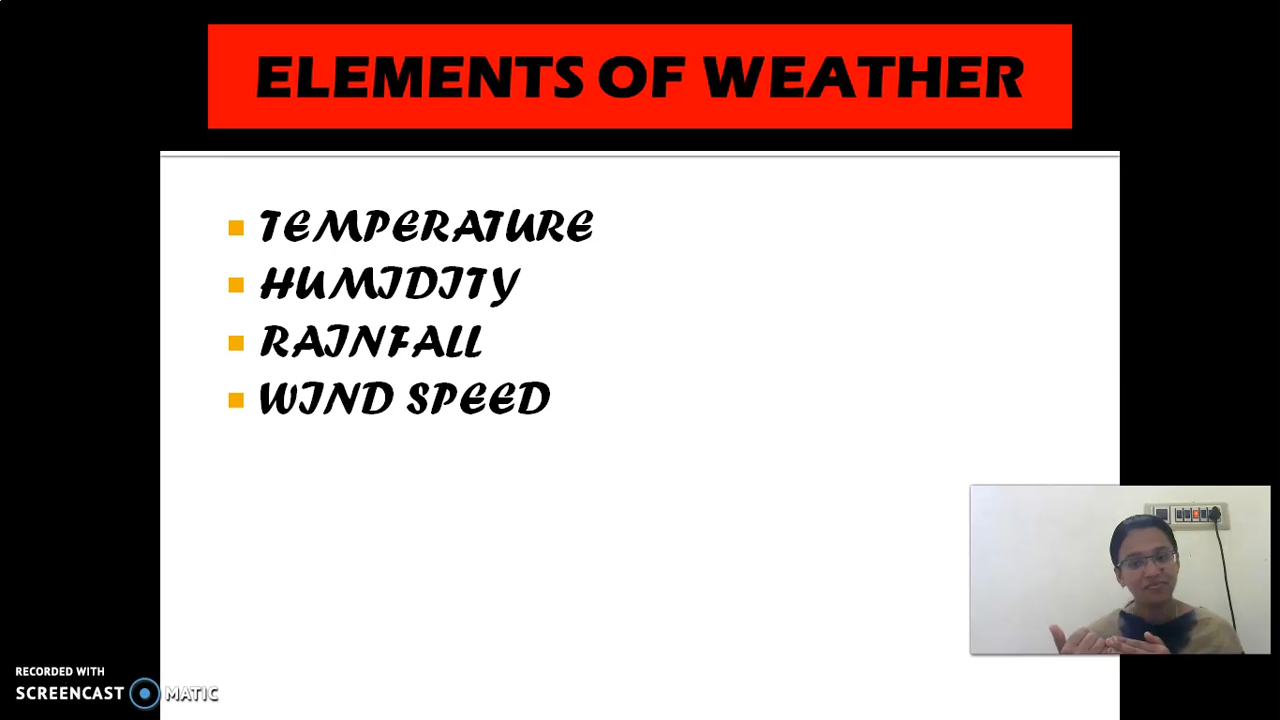 ELEMENTS OF WEATHER
TEMPERATURE
HUMIDITY
RAINFALL
WIND SPEED
RECORDED WITH
SCREENCAST MATIC